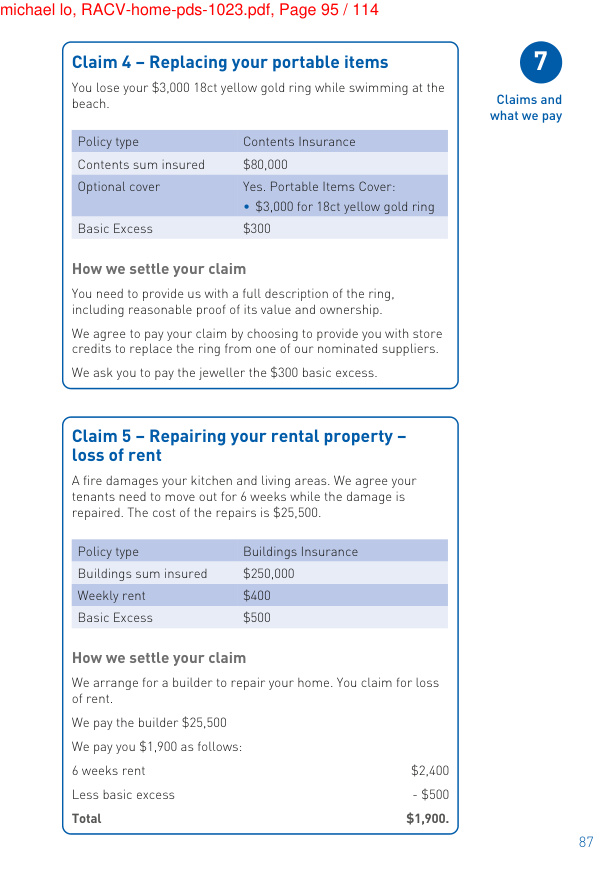 michael lo, RACV-home-pds-1023.pdf, Page 95 / 114
7
Claims and
what we pay
Claim 4 – Replacing your portable items
You lose your $3,000 18ct yellow gold ring while swimming at the
beach.
Policy type Contents Insurance
Contents sum insured $80,000
Optional cover Yes. Portable Items Cover:
• $3,000 for 18ct yellow gold ring
Basic Excess $300
How we settle your claim
You need to provide us with a full description of the ring,
including reasonable proof of its value and ownership.
We agree to pay your claim by choosing to provide you with store
credits to replace the ring from one of our nominated suppliers.
We ask you to pay the jeweller the $300 basic excess.
Claim 5 – Repairing your rental property –
loss of rent
A fire damages your kitchen and living areas. We agree your
tenants need to move out for 6 weeks while the damage is
repaired. The cost of the repairs is $25,500.
Policy type Buildings Insurance
Buildings sum insured $250,000
Weekly rent $400
Basic Excess $500
How we settle your claim
We arrange for a builder to repair your home. You claim for loss
of rent.
We pay the builder $25,500
We pay you $1,900 as follows:
6 weeks rent $2,400
Less basic excess - $500
Total $1,900.
87